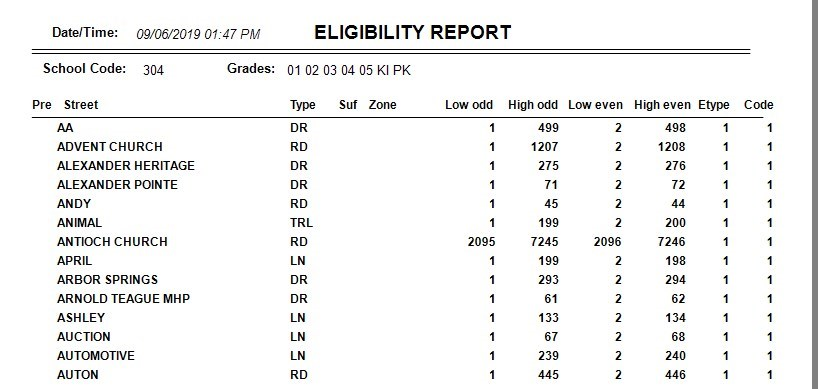 Date/Time: 09/06/2019 01:47 PM ELIGIBILITY REPORT
School Code: 304 Grades: 01 02 03 04 05 KI PK
Pre Street Type Suf Zone Low odd High odd Low even High even Etype Code
AA DR 1 499 2 498 1 1
ADVENT CHURCH RD 1 1207 2 1208 1 1
ALEXANDER HERITAGE DR 1 275 2 276 1 1
ALEXANDER POINTE DR 1 71 2 72 1 1
ANDY RD 1 45 2 44 1 1
ANIMAL TRL 1 199 2 200 1 1
ANTIOCH CHURCH RD 2095 7245 2096 7246 1 1
APRIL LN 1 199 2 198 1 1
ARBOR SPRINGS DR 1 293 2 294 1 1
ARNOLD TEAGUE MHP DR 1 61 2 62 1 1
ASHLEY LN 1 133 2 134 1 1
AUCTION LN 1 67 2 68 1 1
AUTOMOTIVE LN 1 239 2 240 1 1
AUTON RD 1 445 2 446 1 1